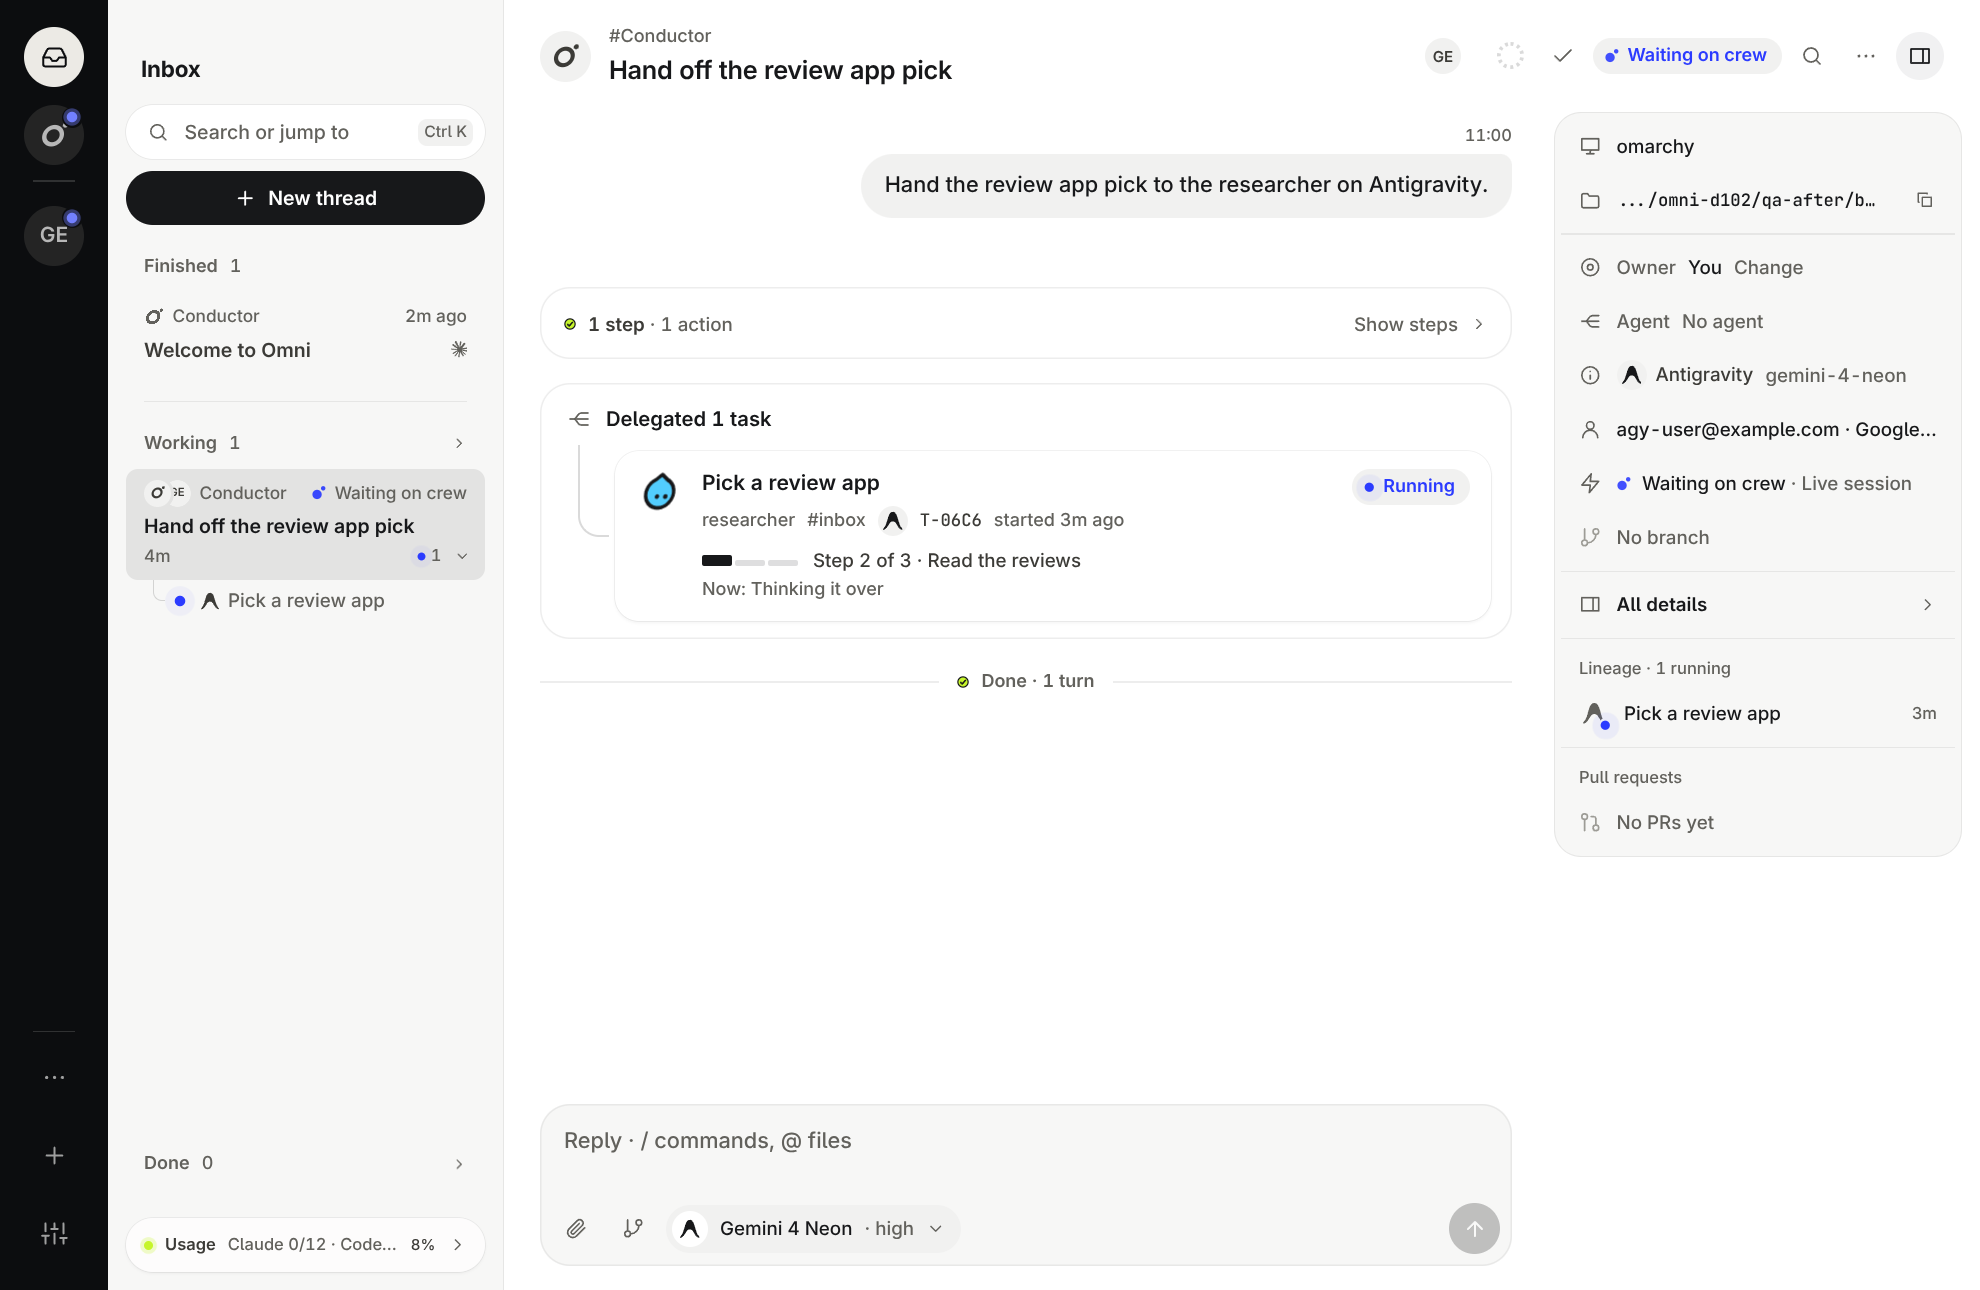 Inbox
Search or jump to
Ctrl K
New thread
GE
Finished 1
Conductor
2m ago
Welcome to Omni
Working 1
GE
Conductor
Waiting on crew
Hand off the review app pick
4m
1
Pick a review app
Done 0
Usage Claude 0/12 · Code... 8%
#Conductor
Hand off the review app pick
GE
Waiting on crew
11:00
Hand the review app pick to the researcher on Antigravity.
1 step · 1 action
Show steps
Delegated 1 task
Pick a review app
Running
researcher #inbox T-06C6 started 3m ago
Step 2 of 3 · Read the reviews
Now: Thinking it over
Done · 1 turn
Reply · / commands, @ files
Gemini 4 Neon · high
omarchy
.../omni-d102/qa-after/b…
Owner You Change
Agent No agent
Antigravity gemini-4-neon
agy-user@example.com · Google...
Waiting on crew · Live session
No branch
All details
Lineage · 1 running
Pick a review app
3m
Pull requests
No PRs yet